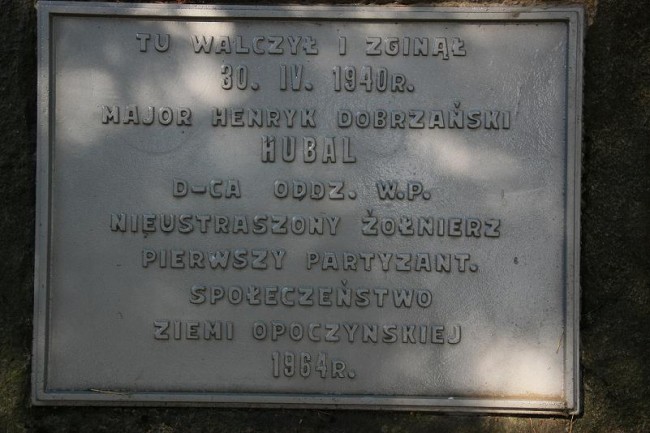 TU WALCZYŁ I ZGINĄŁ
30. IV. 1940R.
MAJOR HENRYK DOBRZAŃSKI
HUBAL
D-CA ODDZ. W.P.
NIEUSTRASZONY ŻOŁNIERZ
PIERWSZY PARTYZANT.
SPOŁECZEŃSTWO
ZIEMI OPOCZYNSKIEJ
1964R.